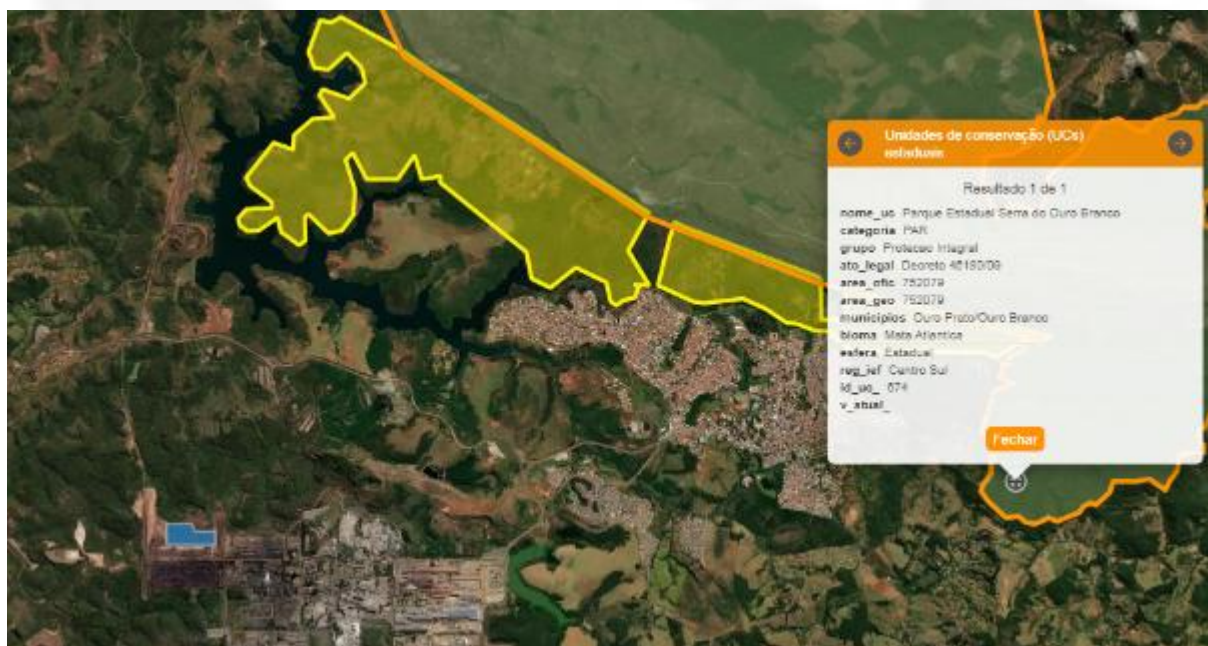 Unidades de conservação (UCs)
estaduais
Resultado 1 de 1
nome_uc Parque Estadual Serra do Ouro Branco
categoria PAR
grupo Protecao Integral
ato_legal Decreto 45180/09
area_ofic 752079
area_geo 752079
municipios Ouro Preto/Ouro Branco
bioma Mata Atlantica
esfera Estadual
reg_ief Centro Sul
id_uc_ 674
v_atual_
Fechar